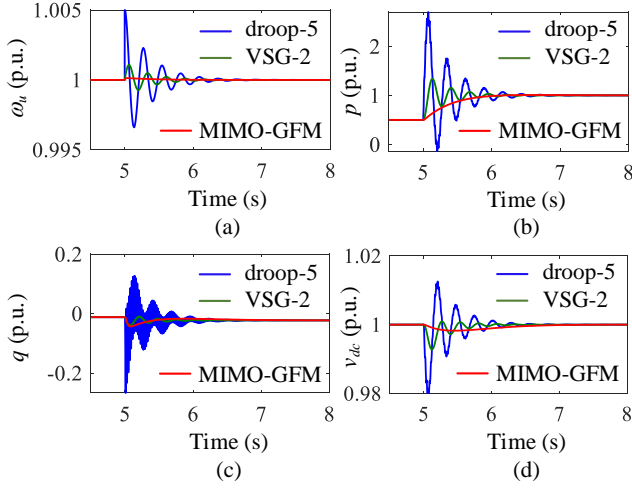 1.005
1
0.995
ω_u (p.u.)
droop-5
VSG-2
MIMO-GFM
5 6 7 8
Time (s)
(a)
2
1
0
p (p.u.)
droop-5
VSG-2
MIMO-GFM
5 6 7 8
Time (s)
(b)
0.2
0
-0.2
q (p.u.)
droop-5
VSG-2
MIMO-GFM
5 6 7 8
Time (s)
(c)
1.02
1
0.98
v_dc (p.u.)
droop-5
VSG-2
MIMO-GFM
5 6 7 8
Time (s)
(d)